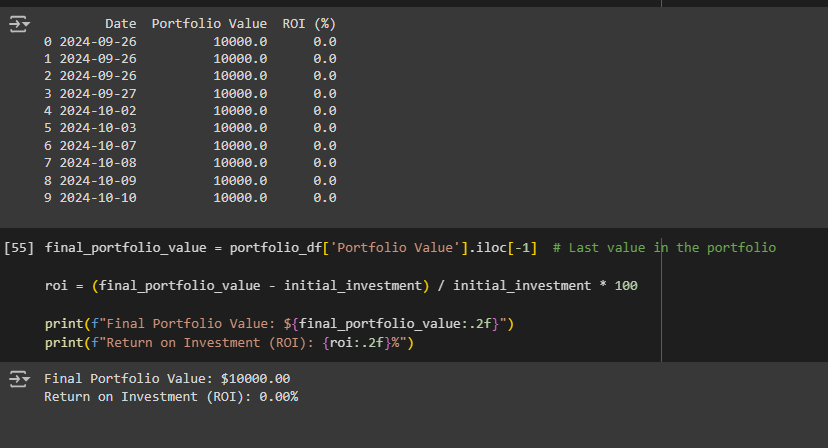 Date Portfolio Value ROI (%)
0 2024-09-26 10000.0 0.0
1 2024-09-26 10000.0 0.0
2 2024-09-26 10000.0 0.0
3 2024-09-27 10000.0 0.0
4 2024-10-02 10000.0 0.0
5 2024-10-03 10000.0 0.0
6 2024-10-07 10000.0 0.0
7 2024-10-08 10000.0 0.0
8 2024-10-09 10000.0 0.0
9 2024-10-10 10000.0 0.0
[55] final_portfolio_value = portfolio_df['Portfolio Value'].iloc[-1]  # Last value in the portfolio
roi = (final_portfolio_value - initial_investment) / initial_investment * 100
print(f"Final Portfolio Value: ${final_portfolio_value:.2f}")
print(f"Return on Investment (ROI): {roi:.2f}%")
Final Portfolio Value: $10000.00
Return on Investment (ROI): 0.00%